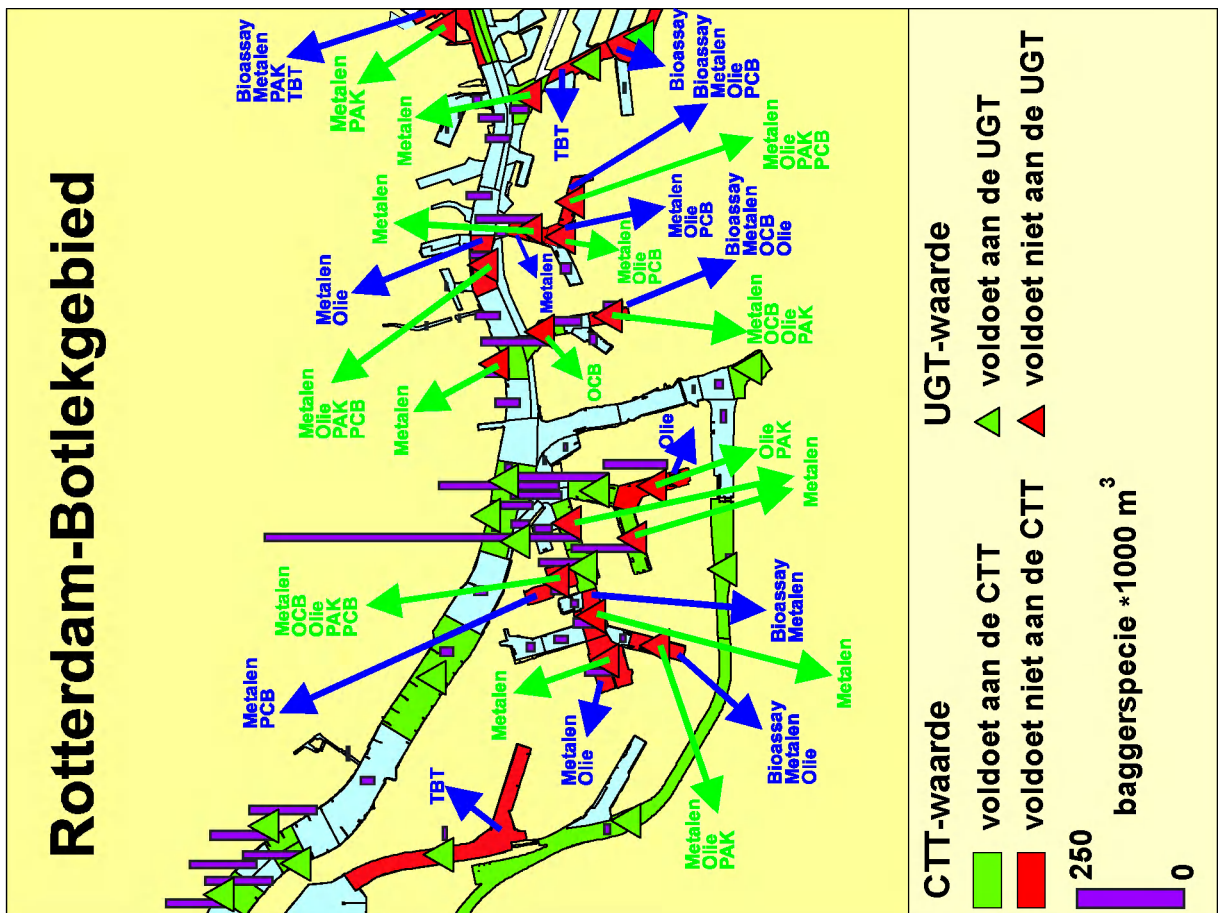 Rotterdam-Botlekgebied
Bioassay
Metalen
PAK
TBT
Metalen
PCB
Metalen
OCB
Olie
PAK
PCB
Metalen
Olie
PAK
PCB
Metalen
Olie
Metalen
PAK
Metalen
Metalen
Metalen
TBT
Metalen
Metalen
TBT
Metalen
Olie
OCB
Metalen
Olie
PCB
Olie
Metalen
Olie
PCB
Bioassay
Metalen
Olie
PAK
Bioassay
Metalen
Olie
PCB
Bioassay
Metalen
OCB
Olie
Metalen
OCB
Olie
PAK
Metalen
Olie
PAK
PCB
Bioassay
Metalen
Olie
Bioassay
Metalen
Olie
PAK
Metalen
Metalen
CTT-waarde
voldoet aan de CTT
voldoet niet aan de CTT
UGT-waarde
voldoet aan de UGT
voldoet niet aan de UGT
250
0
baggerspecie *1000 m³